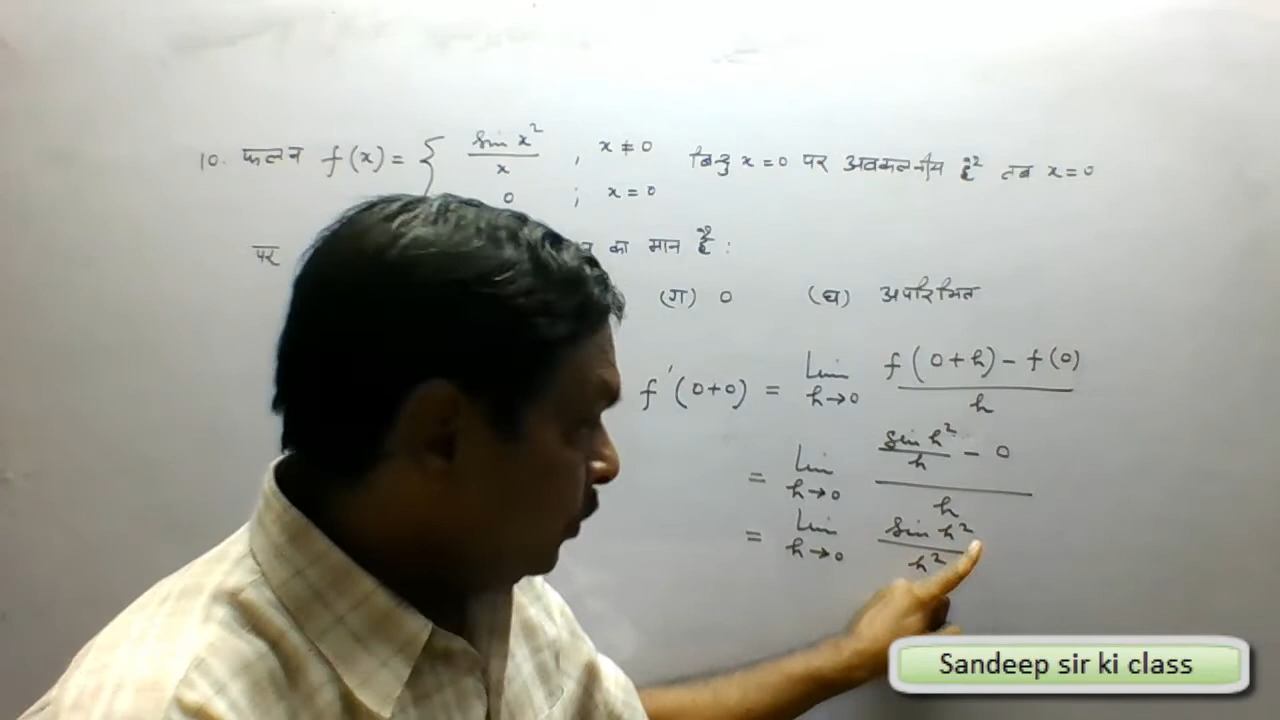 10. फलन f(x) = { sin x² / x , x ≠ 0 बिन्दु x = 0 पर अवकलनीय है तब x = 0
0 ; x = 0
पर का मान है :
(ग) 0 (घ) अपरिमित
f'(0+0) = Lim h→0 f(0+h) - f(0) / h
= Lim h→0 sin h² / h - 0 / h
= Lim h→0 sin h² / h²
Sandeep sir ki class